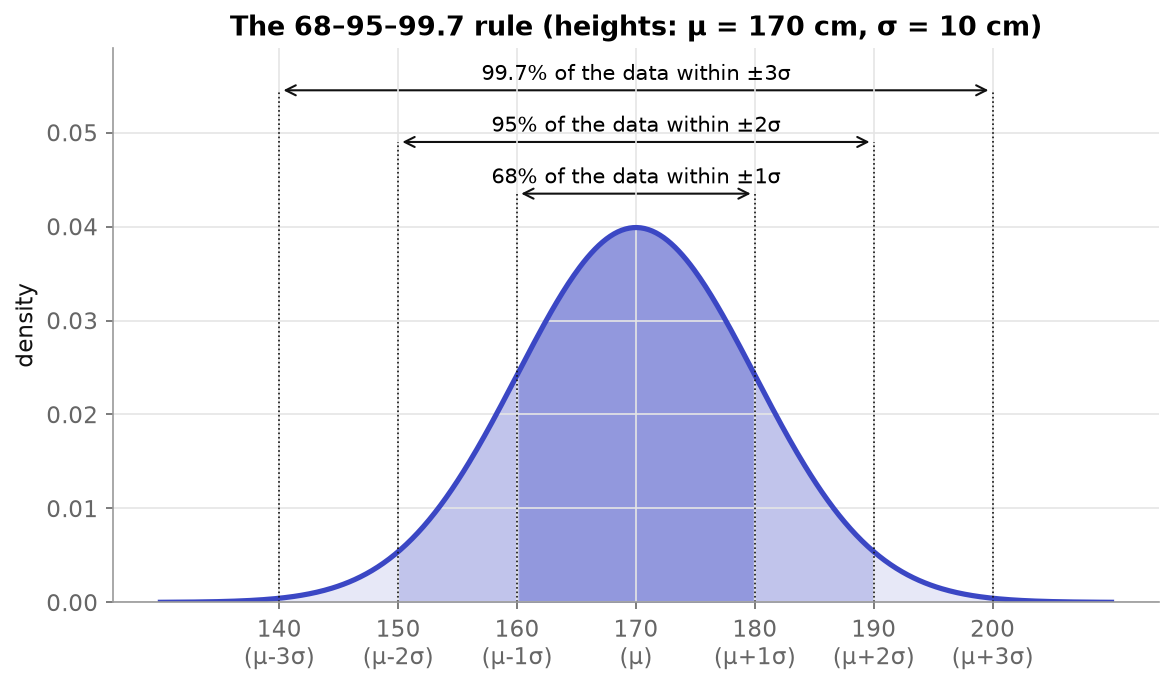 The 68–95–99.7 rule (heights: μ = 170 cm, σ = 10 cm)
99.7% of the data within ±3σ
95% of the data within ±2σ
68% of the data within ±1σ
density
0.05
0.04
0.03
0.02
0.01
0.00
140 150 160 170 180 190 200
(μ-3σ) (μ-2σ) (μ-1σ) (μ) (μ+1σ) (μ+2σ) (μ+3σ)